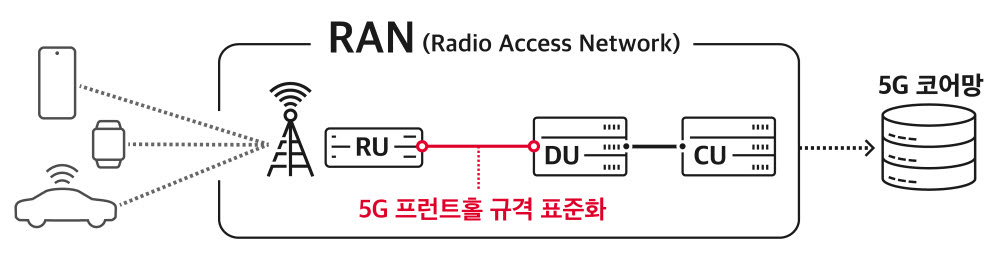 RAN (Radio Access Network)
5G 코어망
RU
DU
CU
5G 프런트홀 규격 표준화